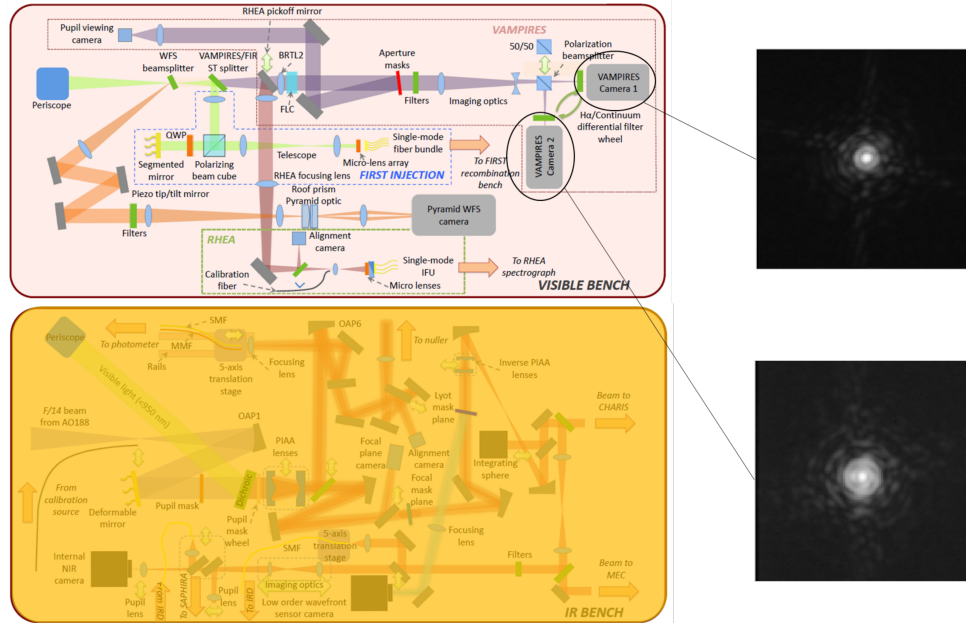 RHEA pickoff mirror
Pupil viewing
camera
VAMPIRES
WFS
beamsplitter
VAMPIRES/FIR
ST splitter
BRTL2
Aperture
masks
50/50
Polarization
beamsplitter
VAMPIRES
Camera 1
Periscope
FLC
Filters
Imaging optics
Hα/Continuum
differential filter
wheel
VAMPIRES
Camera 2
QWP
Single-mode
fiber bundle
Segmented
mirror
Polarizing
beam cube
Telescope
Micro-lens array
FIRST INJECTION
To FIRST
recombination
bench
RHEA focusing lens
Piezo tip/tilt mirror
Roof prism
Pyramid optic
Pyramid WFS
camera
Filters
RHEA
Alignment
camera
Single-mode
IFU
To RHEA
spectrograph
Calibration
fiber
Micro lenses
VISIBLE BENCH
Periscope
SMF
To photometer
MMF
Rails
5-axis
translation
stage
Focusing
lens
OAP6
To nuller
Inverse PIAA
lenses
Visible light (<950 nm)
F/14 beam
from AO188
OAP1
PIAA
lenses
Lyot
mask
plane
Focal
plane
camera
Alignment
camera
Integrating
sphere
Beam to
CHARIS
From
calibration
source
Deformable
mirror
Pupil mask
Dichroic
Pupil
mask
wheel
Focal
mask
plane
Focusing
lens
5-axis
translation
stage
SMF
Internal
NIR
camera
Filters
Pupil
lens
From IRD
To SAPHIRA
Pupil
lens
To IRD
Imaging optics
Low order wavefront
sensor camera
Beam to
MEC
IR BENCH